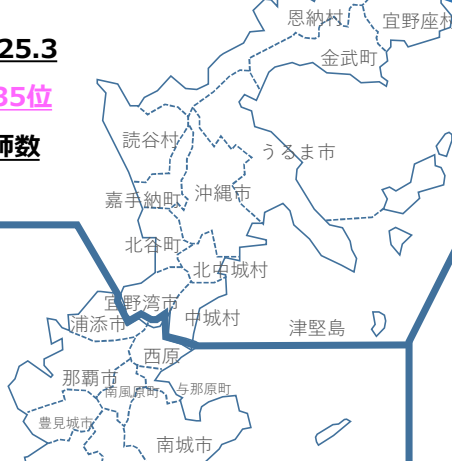 恩納村
宜野座村
25.3
金武町
35位
師数
読谷村
うるま市
嘉手納町
沖縄市
北谷町
北中城村
宜野湾市
浦添市
中城村
津堅島
西原
那覇市
南風原町
与那原町
豊見城市
南城市